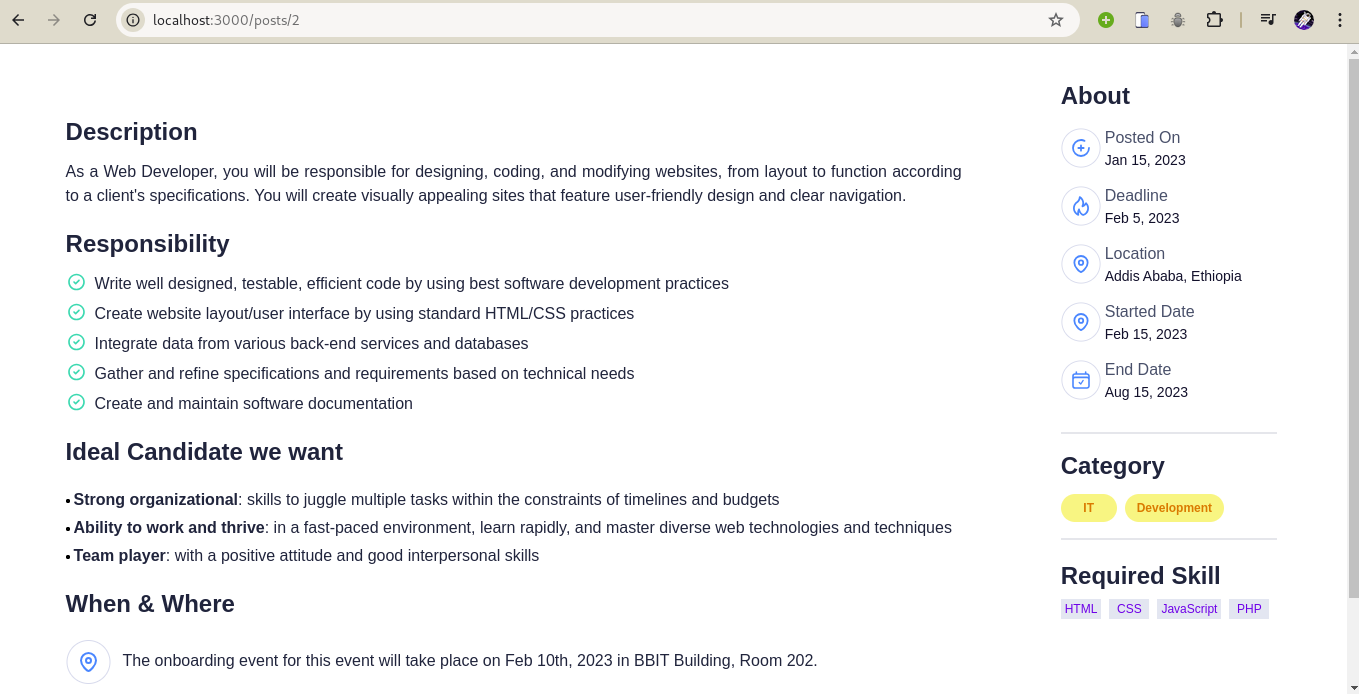 localhost:3000/posts/2
Description
As a Web Developer, you will be responsible for designing, coding, and modifying websites, from layout to function according
to a client's specifications. You will create visually appealing sites that feature user-friendly design and clear navigation.
Responsibility
Write well designed, testable, efficient code by using best software development practices
Create website layout/user interface by using standard HTML/CSS practices
Integrate data from various back-end services and databases
Gather and refine specifications and requirements based on technical needs
Create and maintain software documentation
Ideal Candidate we want
• Strong organizational: skills to juggle multiple tasks within the constraints of timelines and budgets
• Ability to work and thrive: in a fast-paced environment, learn rapidly, and master diverse web technologies and techniques
• Team player: with a positive attitude and good interpersonal skills
When & Where
The onboarding event for this event will take place on Feb 10th, 2023 in BBIT Building, Room 202.
About
Posted On
Jan 15, 2023
Deadline
Feb 5, 2023
Location
Addis Ababa, Ethiopia
Started Date
Feb 15, 2023
End Date
Aug 15, 2023
Category
IT Development
Required Skill
HTML CSS JavaScript PHP